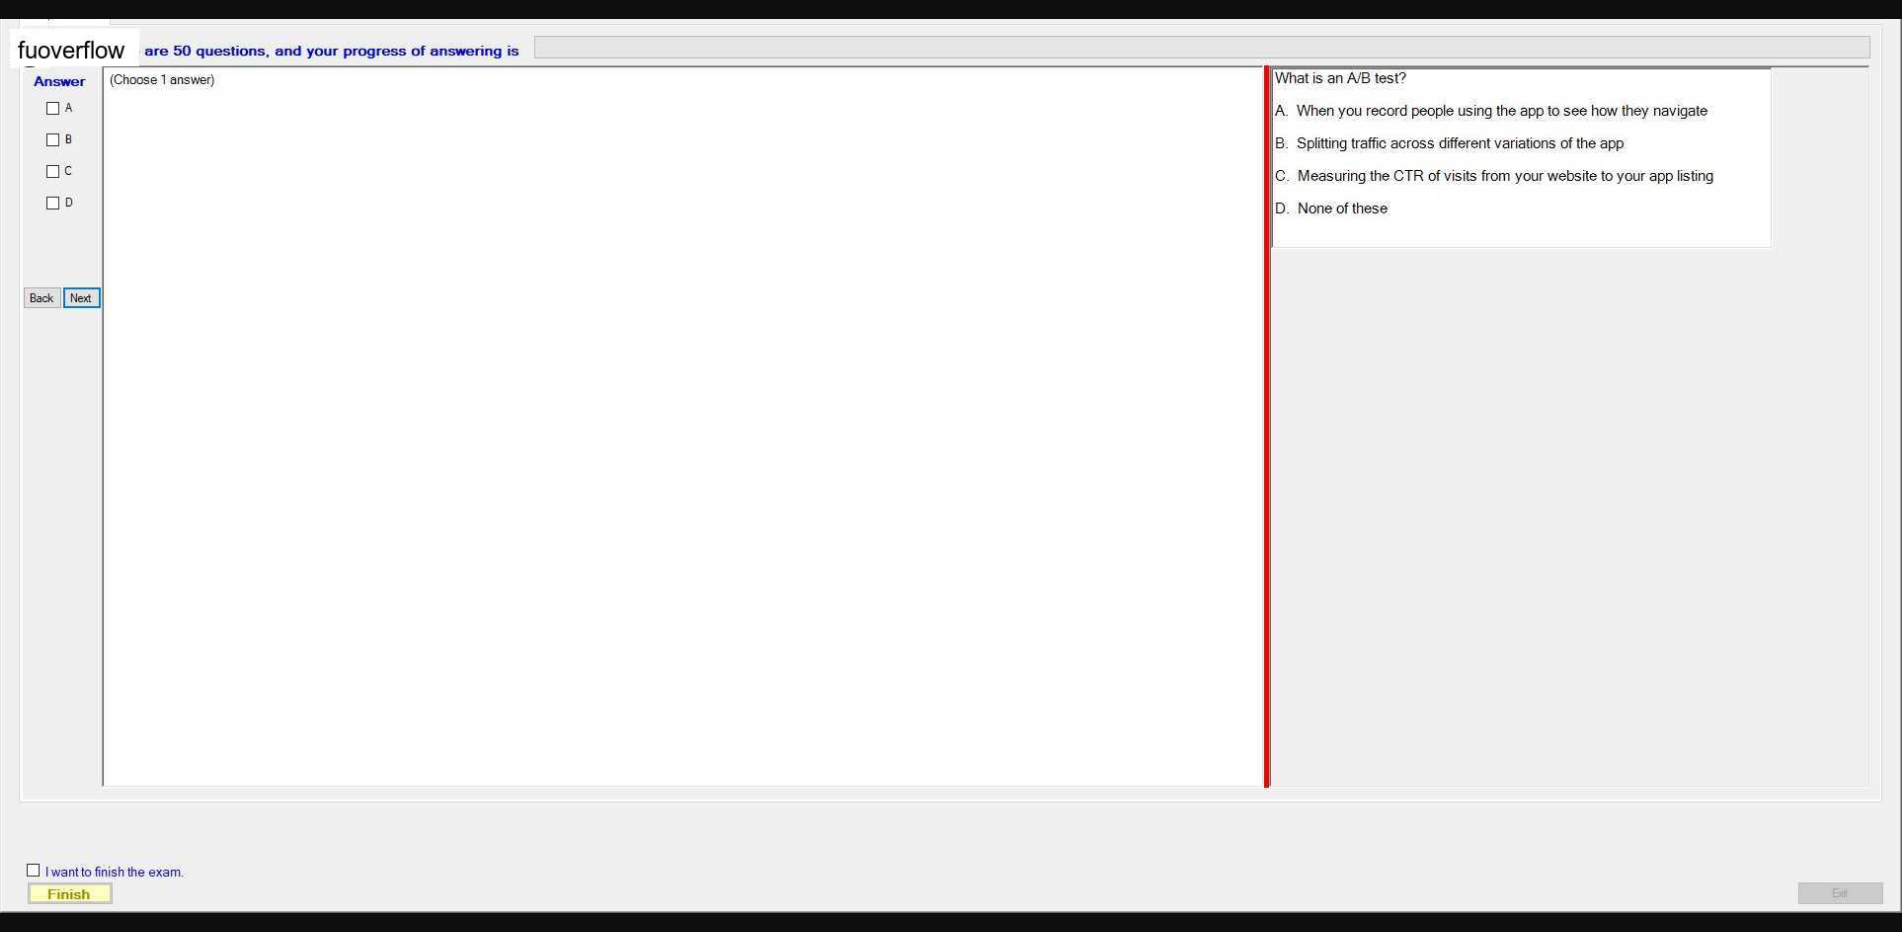 fuoverflow are 50 questions, and your progress of answering is
Answer
(Choose 1 answer)
A
B
C
D
Back Next
What is an A/B test?
A. When you record people using the app to see how they navigate
B. Splitting traffic across different variations of the app
C. Measuring the CTR of visits from your website to your app listing
D. None of these
I want to finish the exam.
Finish
Exit